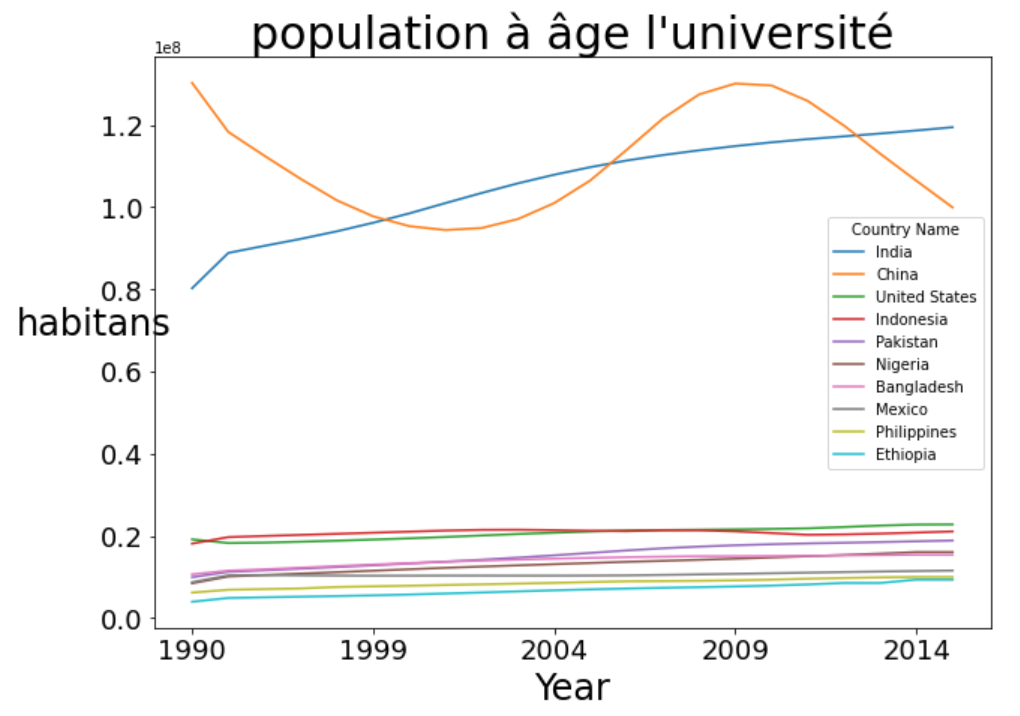 population à âge l'université
1e8
1.2
1.0
0.8
habitans
0.6
0.4
0.2
0.0
Country Name
India
China
United States
Indonesia
Pakistan
Nigeria
Bangladesh
Mexico
Philippines
Ethiopia
1990 1999 2004 2009 2014
Year